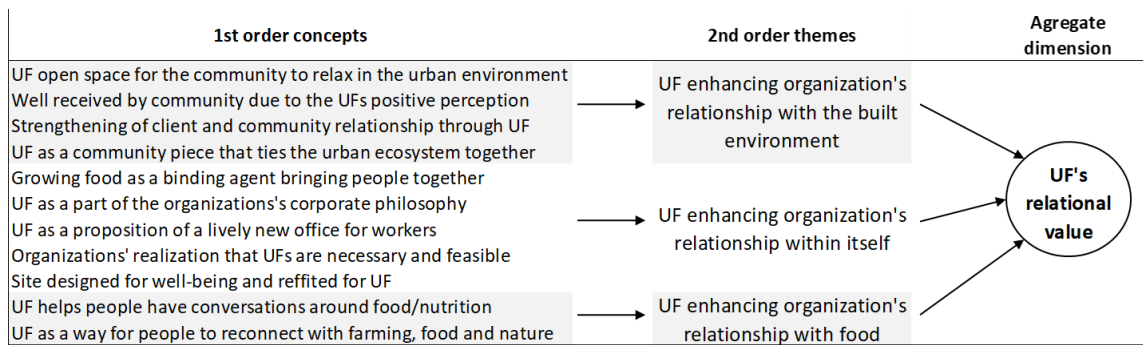 1st order concepts
2nd order themes
Agregate
dimension
UF open space for the community to relax in the urban environment
Well received by community due to the UFs positive perception
Strengthening of client and community relationship through UF
UF as a community piece that ties the urban ecosystem together
UF enhancing organization's
relationship with the built
environment
Growing food as a binding agent bringing people together
UF as a part of the organizations's corporate philosophy
UF as a proposition of a lively new office for workers
Organizations' realization that UFs are necessary and feasible
Site designed for well-being and reffited for UF
UF enhancing organization's
relationship within itself
UF helps people have conversations around food/nutrition
UF as a way for people to reconnect with farming, food and nature
UF enhancing organization's
relationship with food
UF's
relational
value